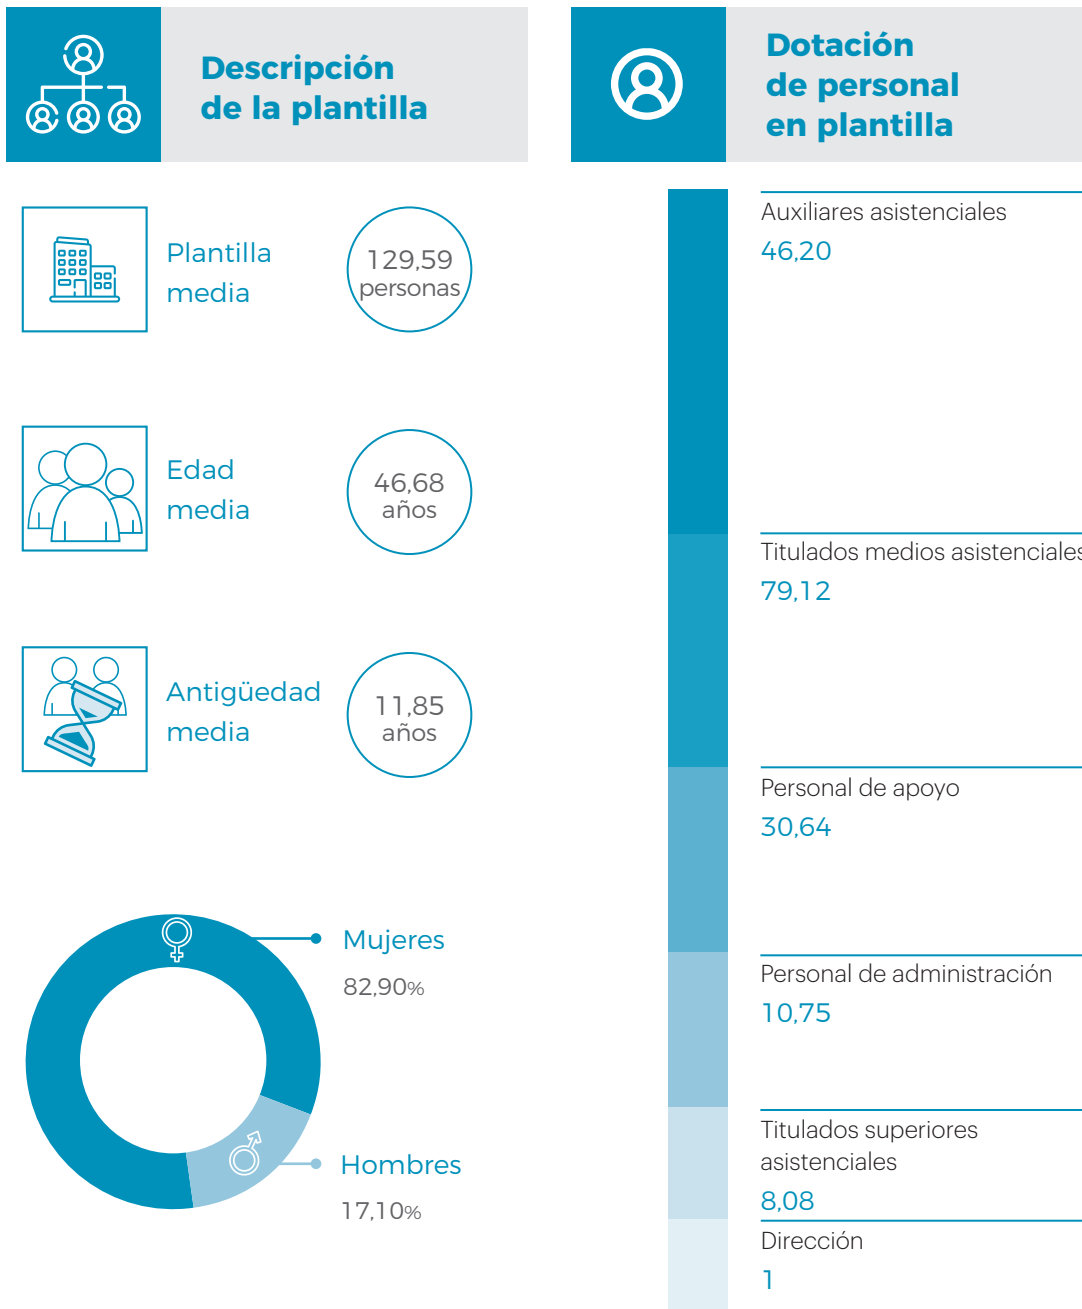 Descripción
de la plantilla
Plantilla
media
129,59
personas
Edad
media
46,68
años
Antigüedad
media
11,85
años
Mujeres
82,90%
Hombres
17,10%
Dotación
de personal
en plantilla
Auxiliares asistenciales
46,20
Titulados medios asistenciales
79,12
Personal de apoyo
30,64
Personal de administración
10,75
Titulados superiores
asistenciales
8,08
Dirección
1